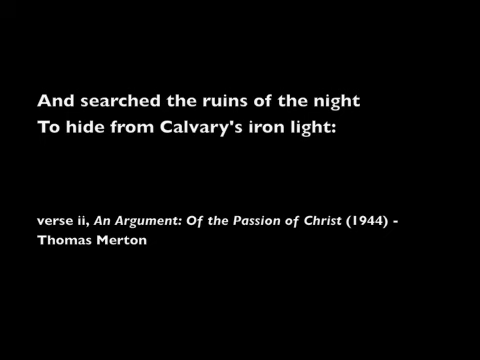 And searched the ruins of the night
To hide from Calvary's iron light:
verse ii, An Argument: Of the Passion of Christ (1944) -
Thomas Merton